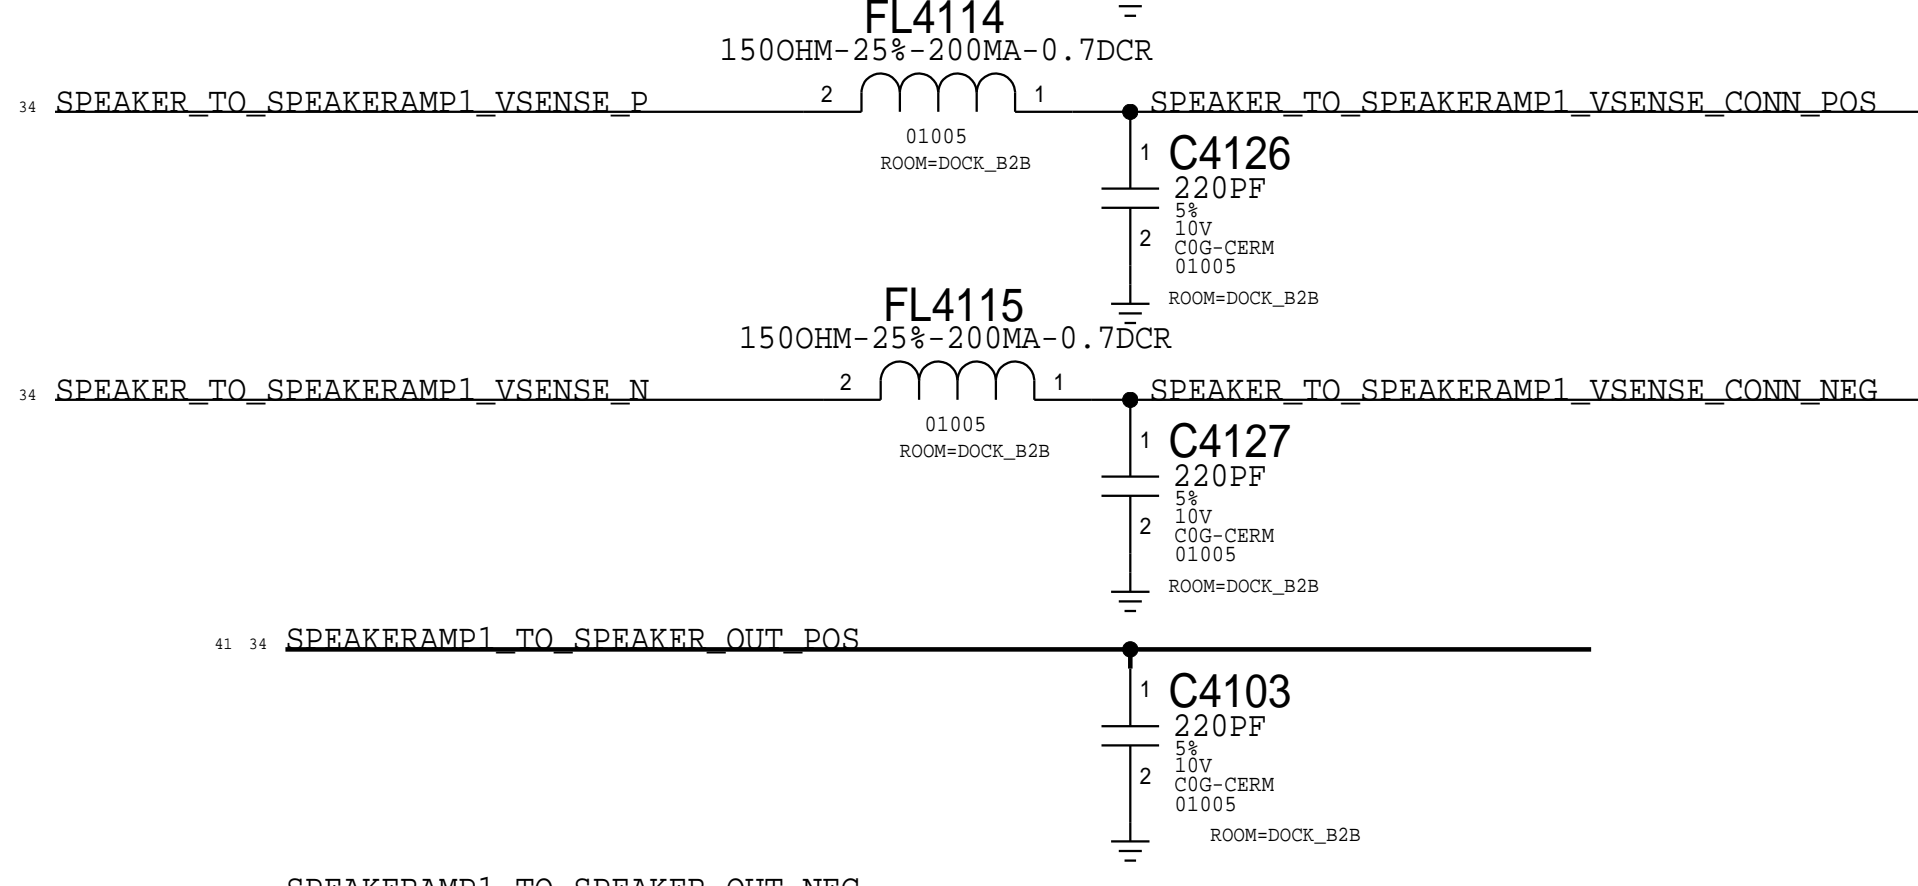 FL4114
150OHM-25%-200MA-0.7DCR
34 SPEAKER_TO_SPEAKERAMP1_VSENSE_P 2 1 SPEAKER_TO_SPEAKERAMP1_VSENSE_CONN_POS
01005
ROOM=DOCK_B2B
1 C4126
220PF
5%
10V
2 C0G-CERM
01005
ROOM=DOCK_B2B
FL4115
150OHM-25%-200MA-0.7DCR
34 SPEAKER_TO_SPEAKERAMP1_VSENSE_N 2 1 SPEAKER_TO_SPEAKERAMP1_VSENSE_CONN_NEG
01005
ROOM=DOCK_B2B
1 C4127
220PF
5%
10V
2 C0G-CERM
01005
ROOM=DOCK_B2B
41 34 SPEAKERAMP1_TO_SPEAKER_OUT_POS
1 C4103
220PF
5%
10V
2 C0G-CERM
01005
ROOM=DOCK_B2B
SPEAKERAMP1_TO_SPEAKER_OUT_NEG